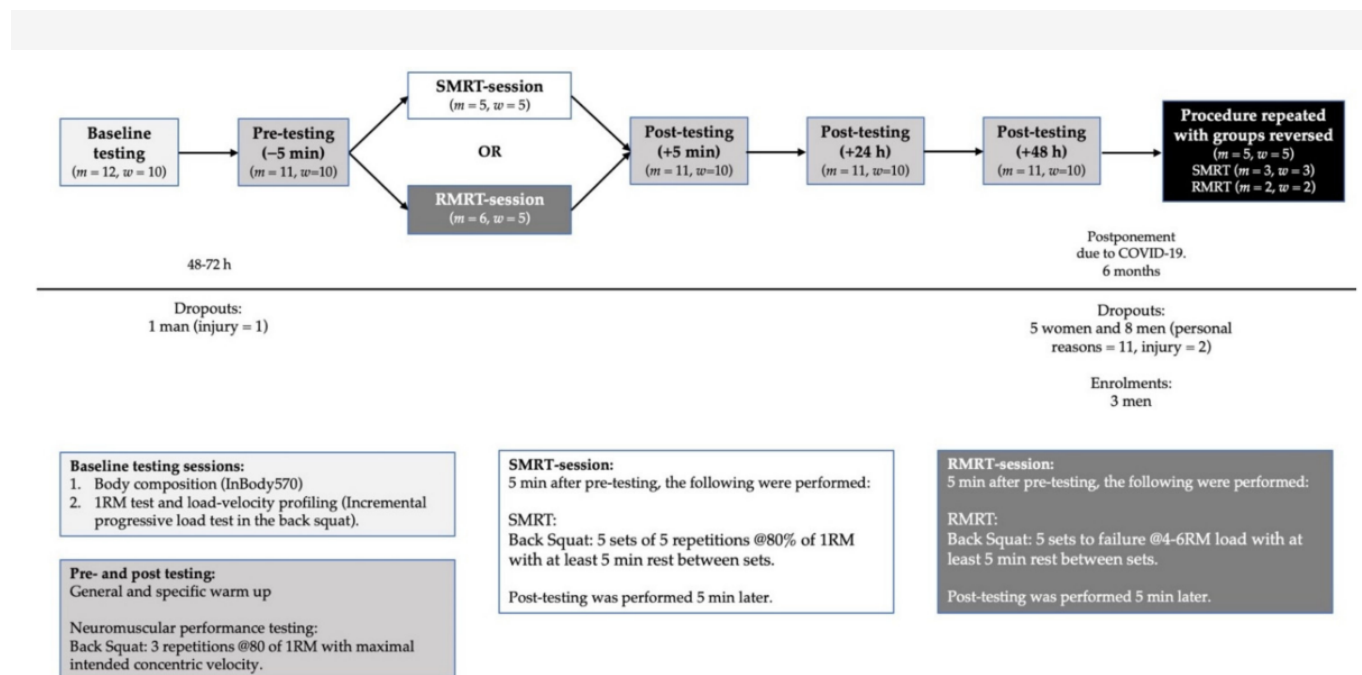 Baseline
testing
(m = 12, w = 10)
Pre-testing
(−5 min)
(m = 11, w=10)
SMRT-session
(m = 5, w = 5)
OR
RMRT-session
(m = 6, w = 5)
Post-testing
(+5 min)
(m = 11, w=10)
Post-testing
(+24 h)
(m = 11, w=10)
Post-testing
(+48 h)
(m = 11, w=10)
Procedure repeated
with groups reversed
(m = 5, w = 5)
SMRT (m = 3, w = 3)
RMRT (m = 2, w = 2)
48-72 h
Postponement
due to COVID-19.
6 months
Dropouts:
1 man (injury = 1)
Dropouts:
5 women and 8 men (personal
reasons = 11, injury = 2)
Enrolments:
3 men
Baseline testing sessions:
1. Body composition (InBody570)
2. 1RM test and load-velocity profiling (Incremental
progressive load test in the back squat).
Pre- and post testing:
General and specific warm up
Neuromuscular performance testing:
Back Squat: 3 repetitions @80 of 1RM with maximal
intended concentric velocity.
SMRT-session:
5 min after pre-testing, the following were performed:
SMRT:
Back Squat: 5 sets of 5 repetitions @80% of 1RM
with at least 5 min rest between sets.
Post-testing was performed 5 min later.
RMRT-session:
5 min after pre-testing, the following were performed:
RMRT:
Back Squat: 5 sets to failure @4-6RM load with at
least 5 min rest between sets.
Post-testing was performed 5 min later.